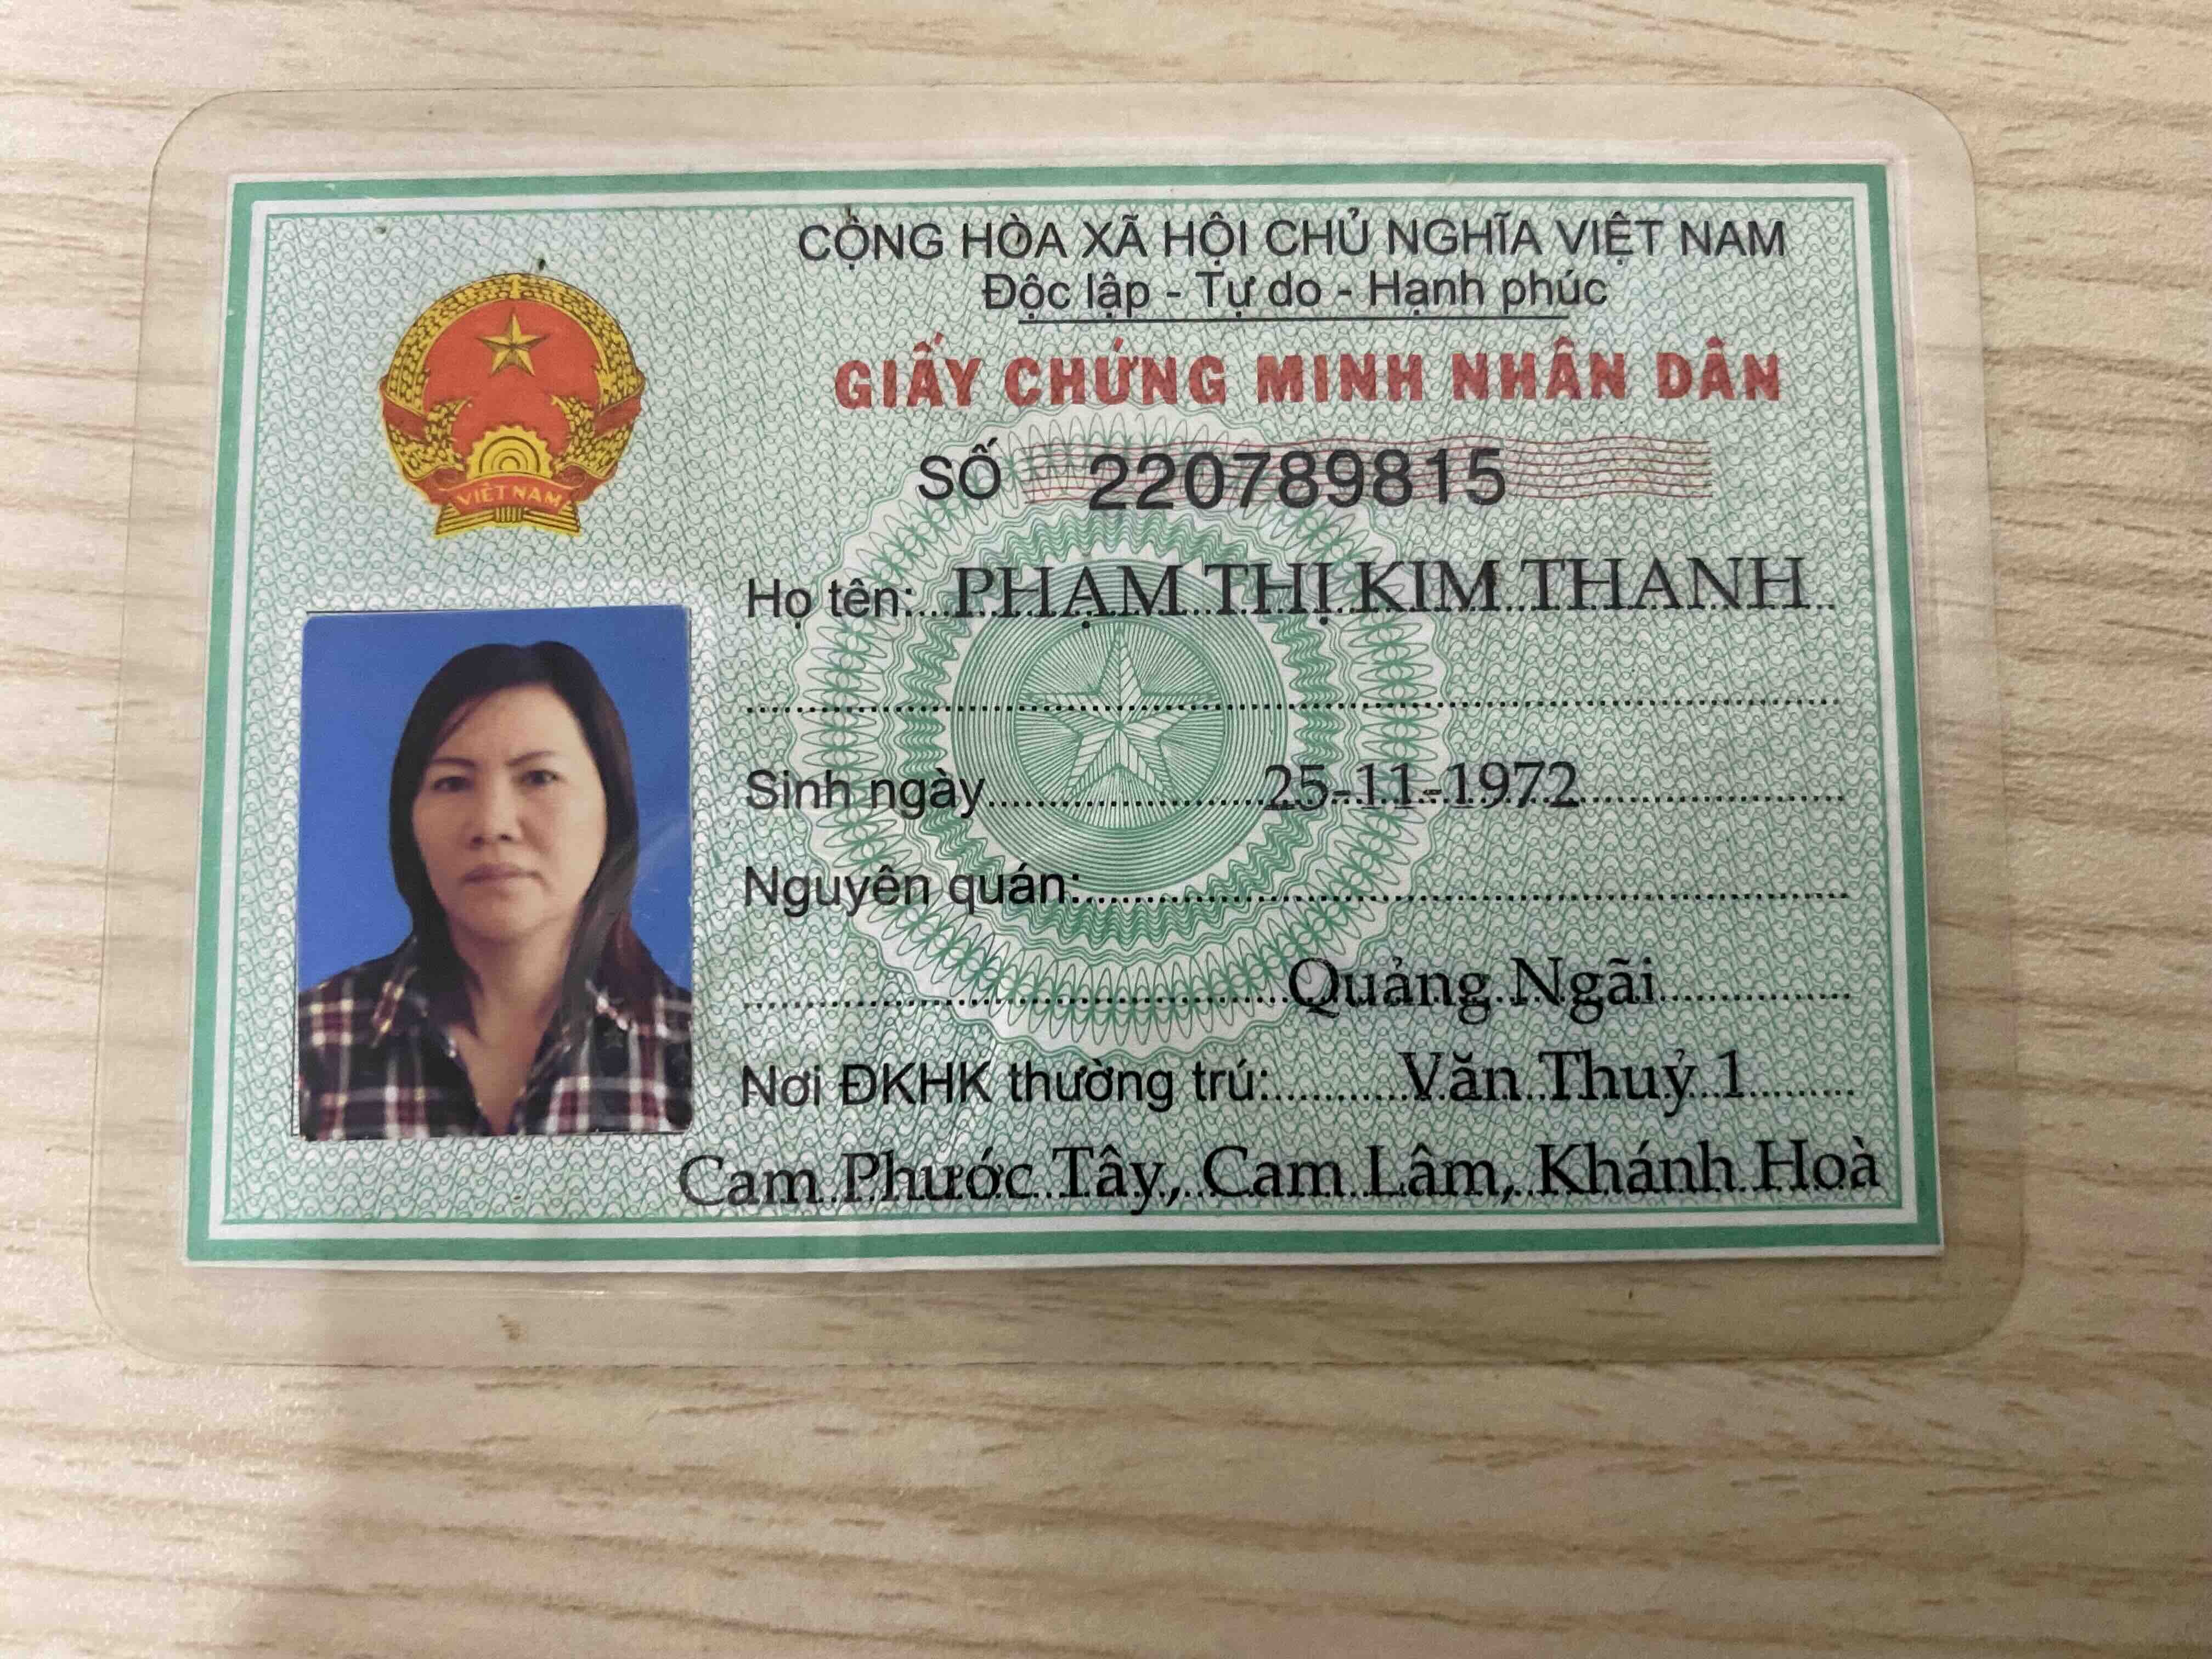 CỘNG HÒA XÃ HỘI CHỦ NGHĨA VIỆT NAM
Độc lập - Tự do - Hạnh phúc
GIẤY CHỨNG MINH NHÂN DÂN
SỐ 220789815
VIỆT NAM
Họ tên: PHẠM THỊ KIM THANH
Sinh ngày 25-11-1972
Nguyên quán:
Quảng Ngãi
Nơi ĐKHK thường trú: Văn Thuỷ 1
Cam Phước Tây, Cam Lâm, Khánh Hoà